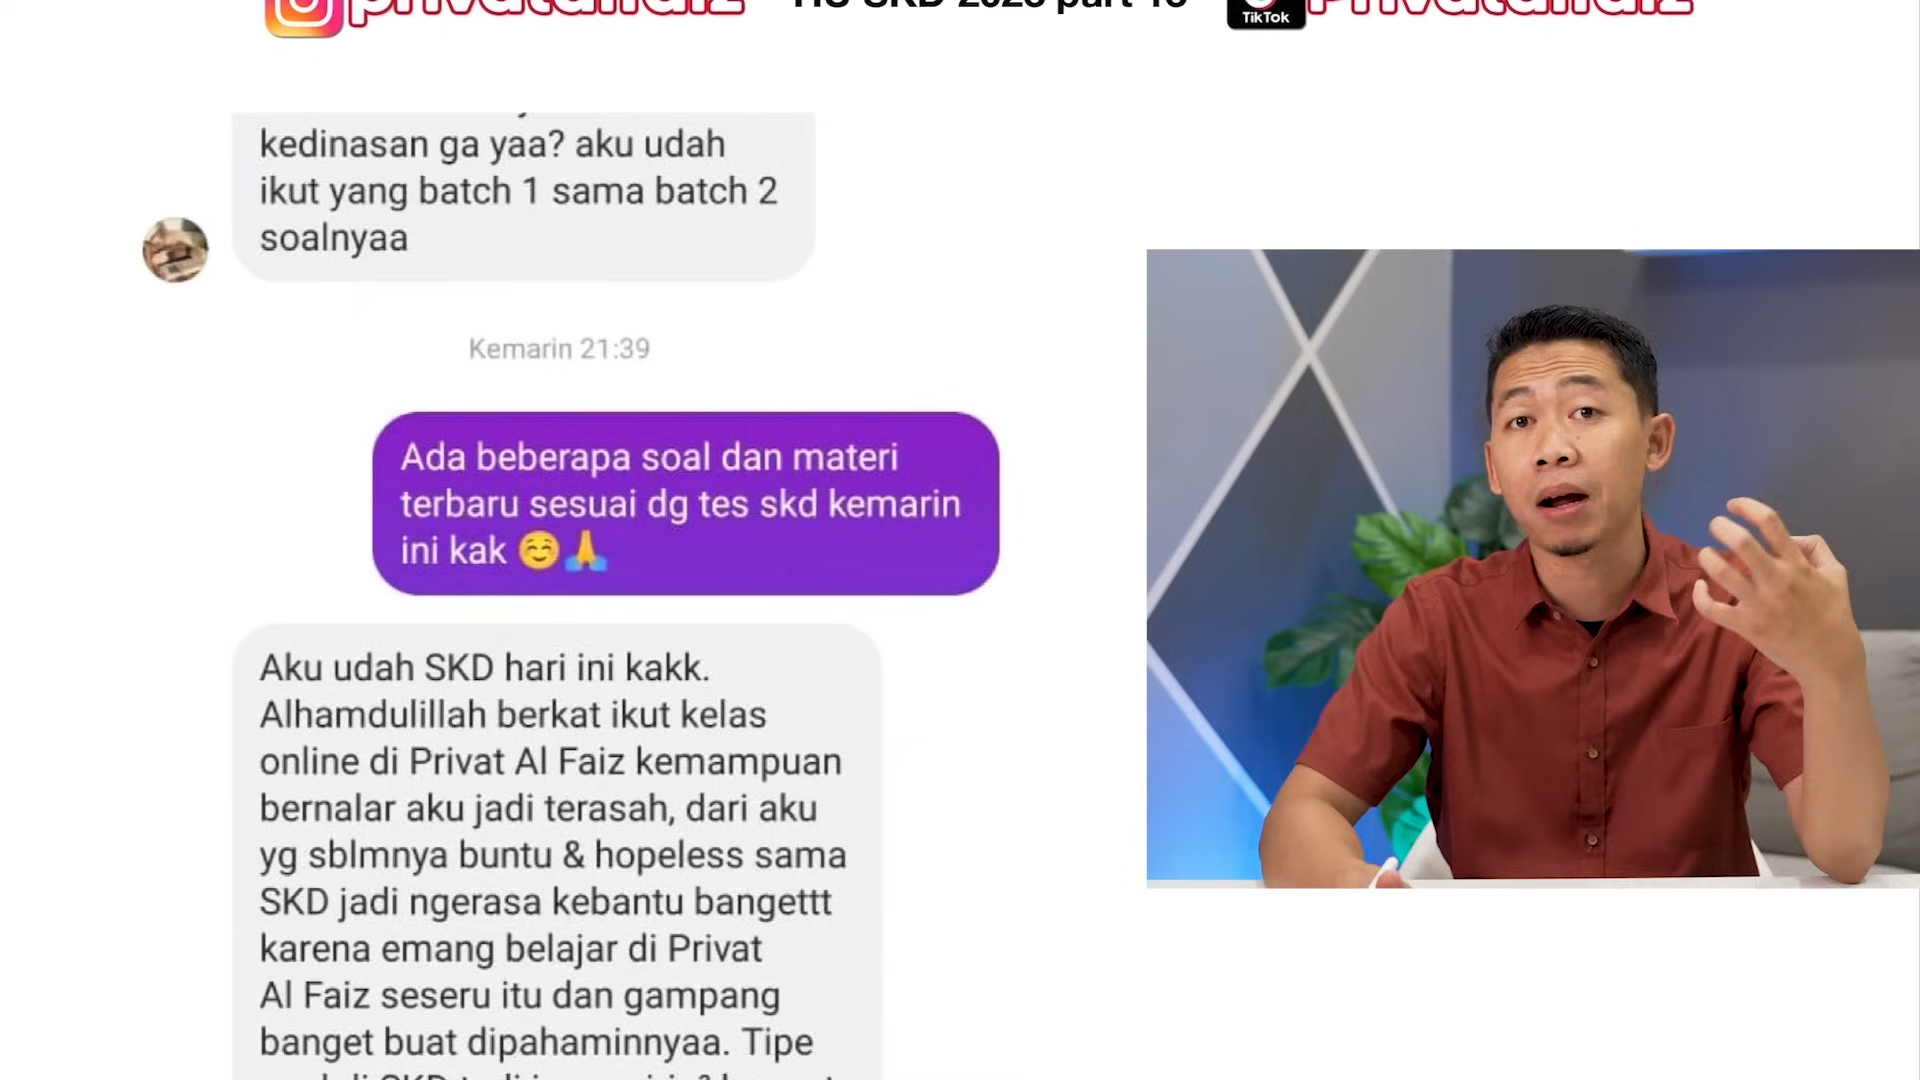 privatalfaiz
TikTok
Privatalfaiz
kedinasan ga yaa? aku udah
ikut yang batch 1 sama batch 2
soalnyaa
Kemarin 21:39
Ada beberapa soal dan materi
terbaru sesuai dg tes skd kemarin
ini kak ☺️🙏
Aku udah SKD hari ini kakk.
Alhamdulillah berkat ikut kelas
online di Privat Al Faiz kemampuan
bernalar aku jadi terasah, dari aku
yg sblmnya buntu & hopeless sama
SKD jadi ngerasa kebantu bangettt
karena emang belajar di Privat
Al Faiz seseru itu dan gampang
banget buat dipahaminnyaa. Tipe